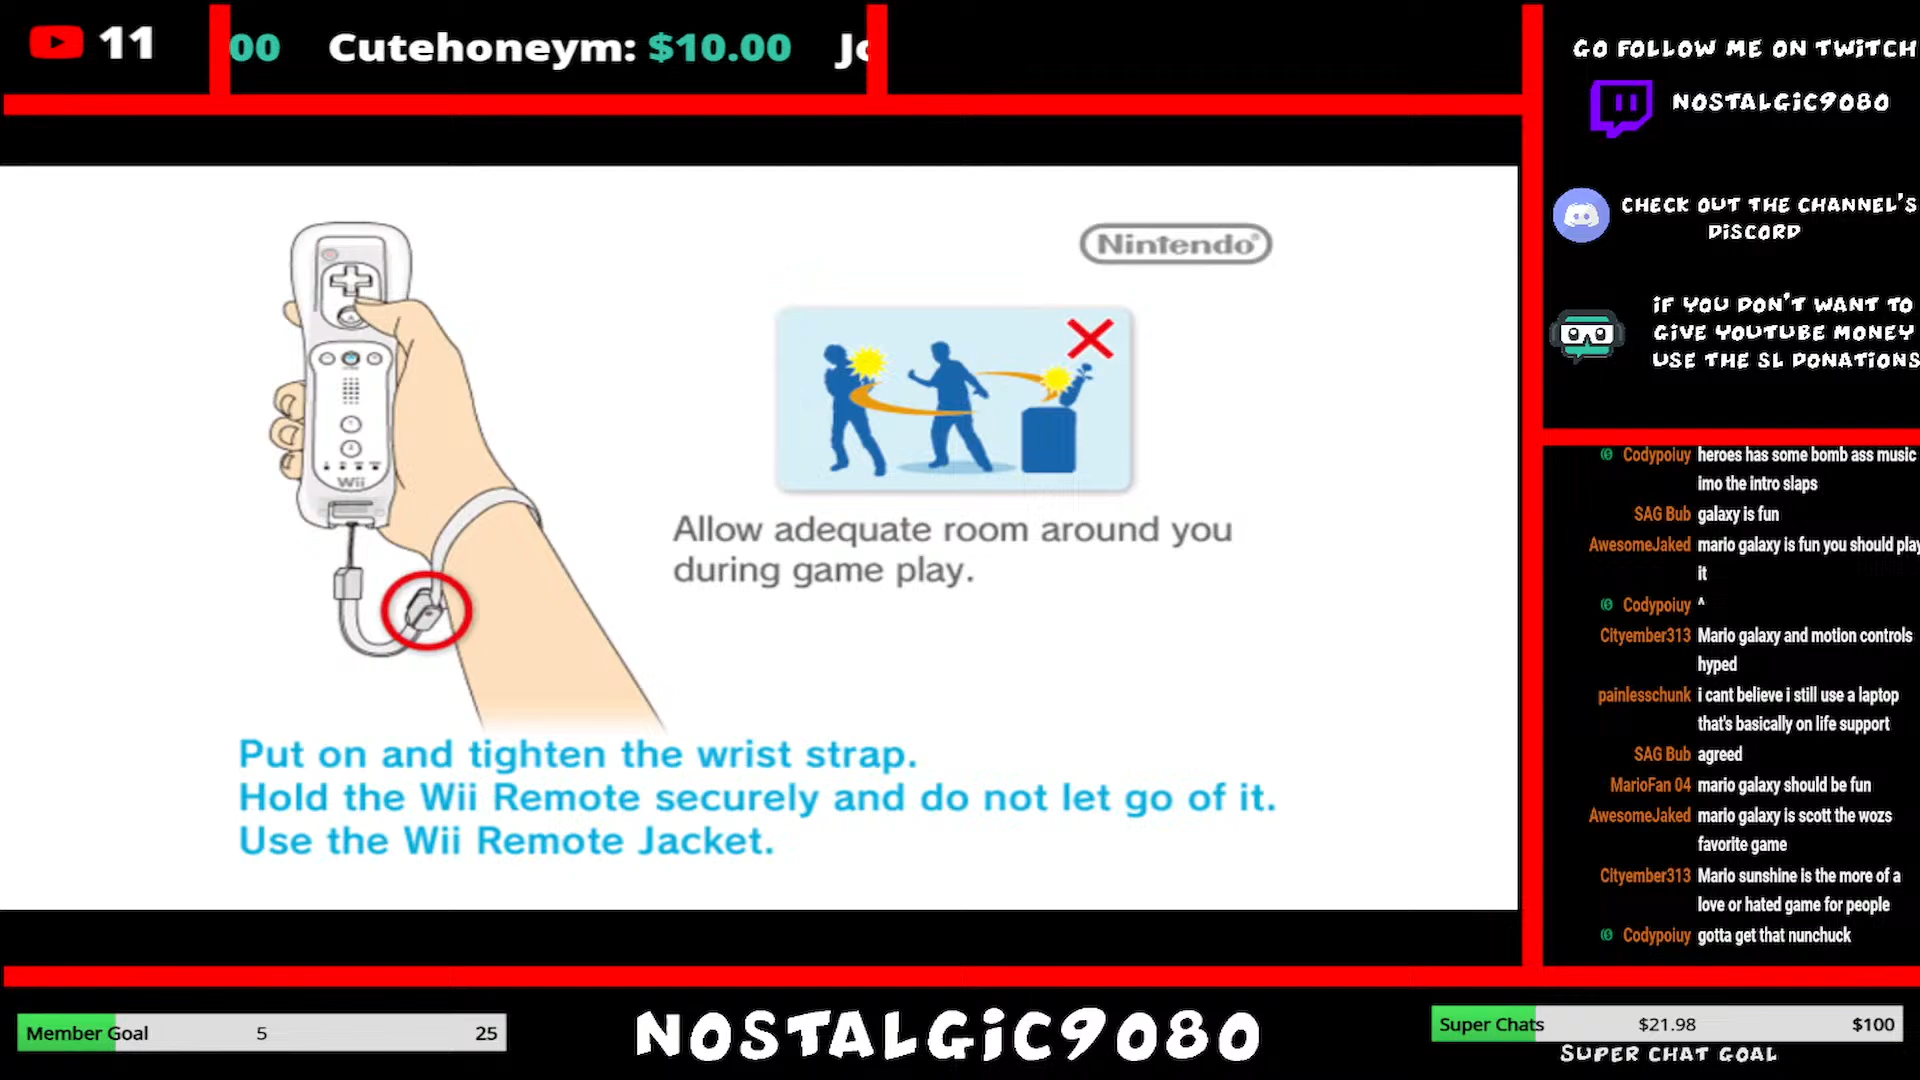 11
00 Cutehoneym: $10.00 Jo
GO FOLLOW ME ON TWITCH
NOSTALGIC9080
CHECK OUT THE CHANNEL'S
DISCORD
IF YOU DON'T WANT TO
GIVE YOUTUBE MONEY
USE THE SL DONATIONS
Nintendo®
Wii
Allow adequate room around you
during game play.
Put on and tighten the wrist strap.
Hold the Wii Remote securely and do not let go of it.
Use the Wii Remote Jacket.
Codypoiuy heroes has some bomb ass music
imo the intro slaps
SAG Bub galaxy is fun
AwesomeJaked mario galaxy is fun you should play
it
Codypoiuy ^
Cityember313 Mario galaxy and motion controls
hyped
painlesschunk i cant believe i still use a laptop
that's basically on life support
SAG Bub agreed
MarioFan 04 mario galaxy should be fun
AwesomeJaked mario galaxy is scott the wozs
favorite game
Cityember313 Mario sunshine is the more of a
love or hated game for people
Codypoiuy gotta get that nunchuck
Member Goal 5 25
NOSTALGIC9080
Super Chats $21.98 $100
SUPER CHAT GOAL